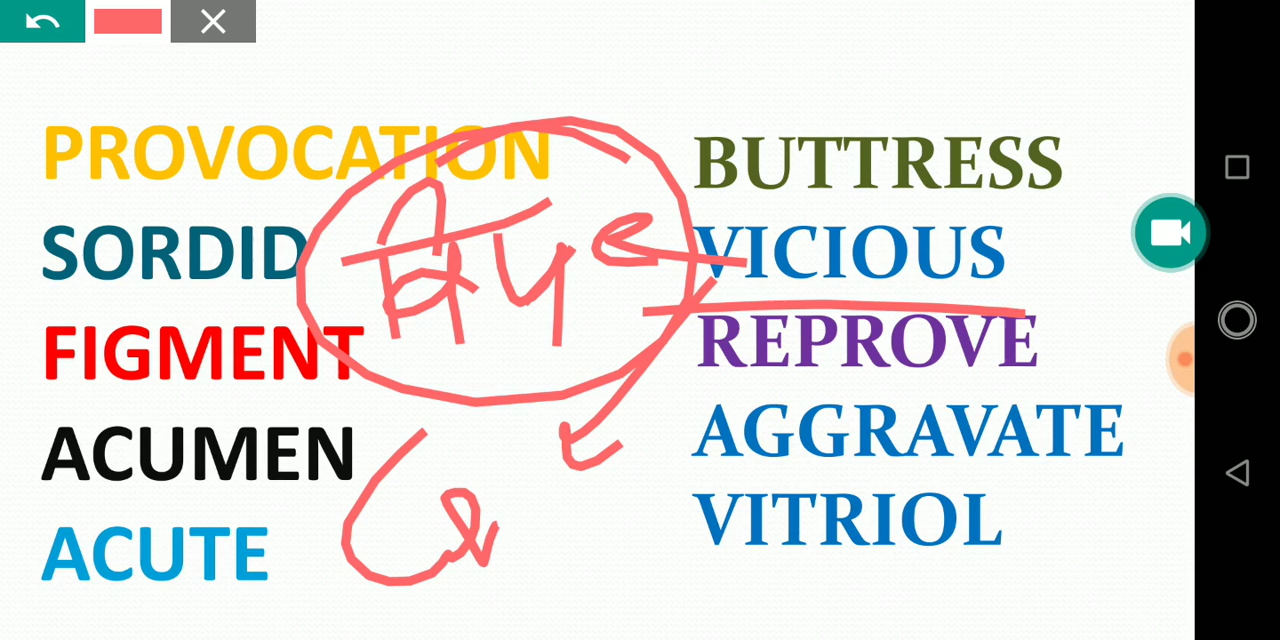 PROVOCATION
SORDID
FIGMENT
ACUMEN
ACUTE
BUTTRESS
VICIOUS
REPROVE
AGGRAVATE
VITRIOL